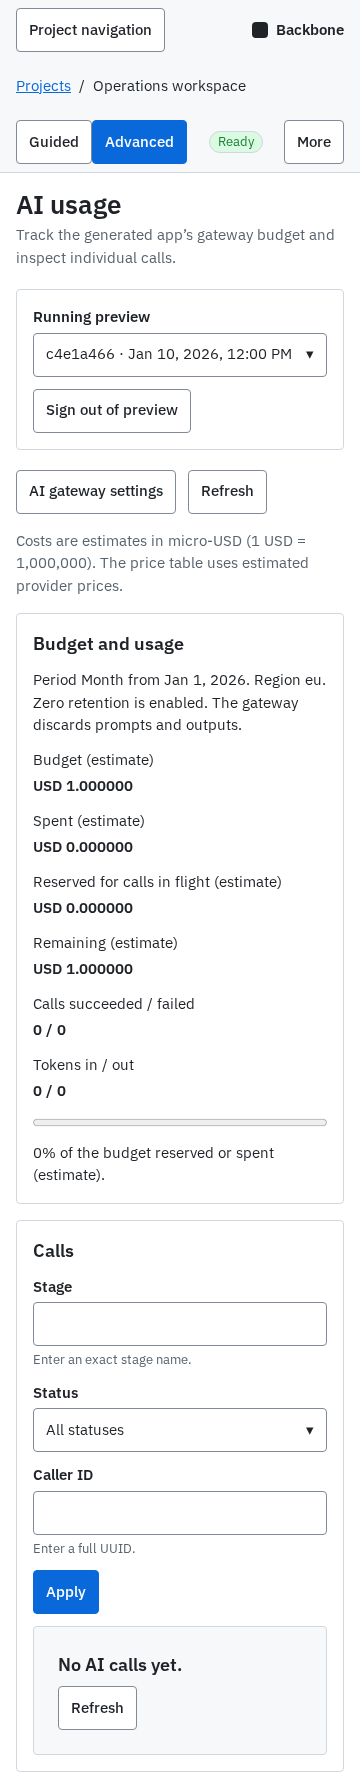 Project navigation
Backbone
Projects / Operations workspace
Guided
Advanced
Ready
More
AI usage
Track the generated app’s gateway budget and
inspect individual calls.
Running preview
c4e1a466 · Jan 10, 2026, 12:00 PM ▾
Sign out of preview
AI gateway settings
Refresh
Costs are estimates in micro-USD (1 USD =
1,000,000). The price table uses estimated
provider prices.
Budget and usage
Period Month from Jan 1, 2026. Region eu.
Zero retention is enabled. The gateway
discards prompts and outputs.
Budget (estimate)
USD 1.000000
Spent (estimate)
USD 0.000000
Reserved for calls in flight (estimate)
USD 0.000000
Remaining (estimate)
USD 1.000000
Calls succeeded / failed
0 / 0
Tokens in / out
0 / 0
0% of the budget reserved or spent
(estimate).
Calls
Stage
Enter an exact stage name.
Status
All statuses ▾
Caller ID
Enter a full UUID.
Apply
No AI calls yet.
Refresh